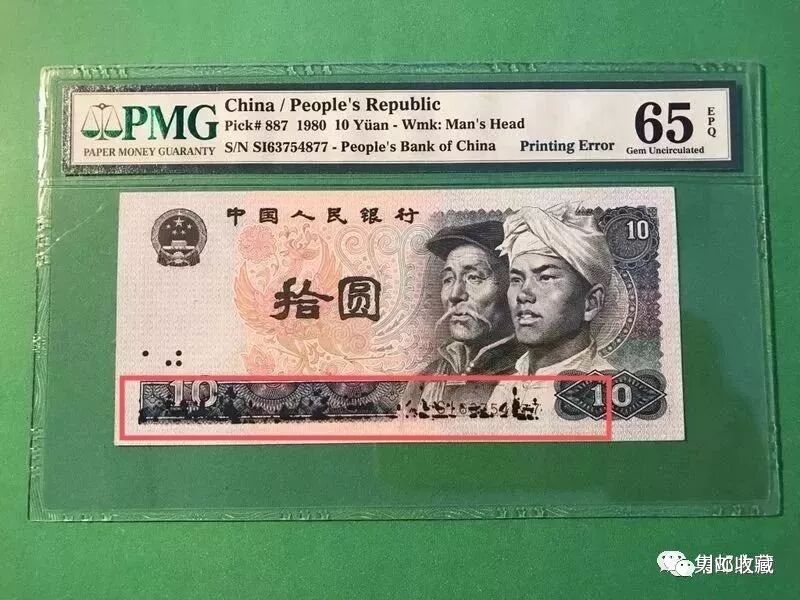 PMG
PAPER MONEY GUARANTY
China / People's Republic
Pick# 887 1980 10 Yüan - Wmk: Man's Head
S/N SI63754877 - People's Bank of China Printing Error
65 EPQ
Gem Uncirculated
中国人民银行
10
拾圆
10
10
集邮收藏